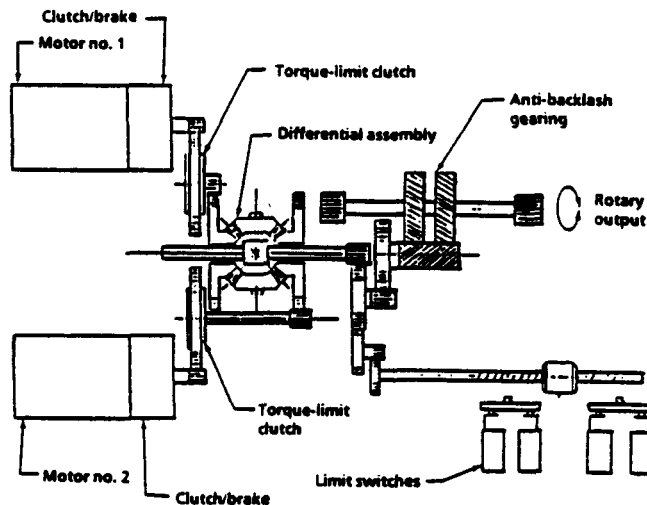 Clutch/brake
Motor no. 1
Torque-limit clutch
Anti-backlash
gearing
Differential assembly
Rotary
output
Torque-limit
clutch
Motor no. 2
Limit switches
Clutch/brake